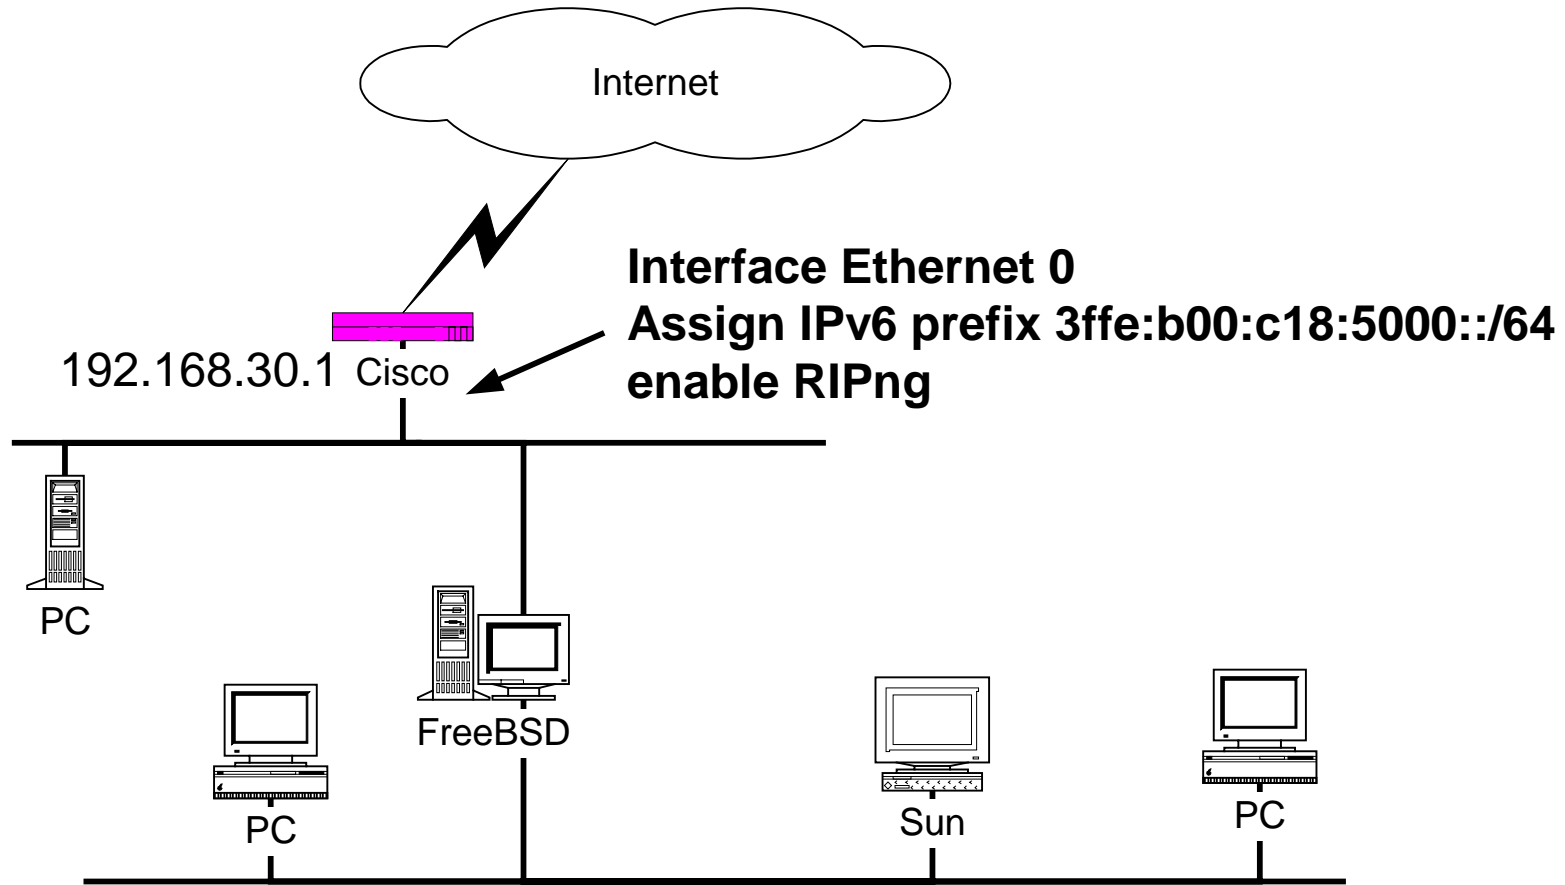 Internet
Interface Ethernet 0
Assign IPv6 prefix 3ffe:b00:c18:5000::/64
enable RIPng
192.168.30.1
Cisco
PC
FreeBSD
PC
Sun
PC